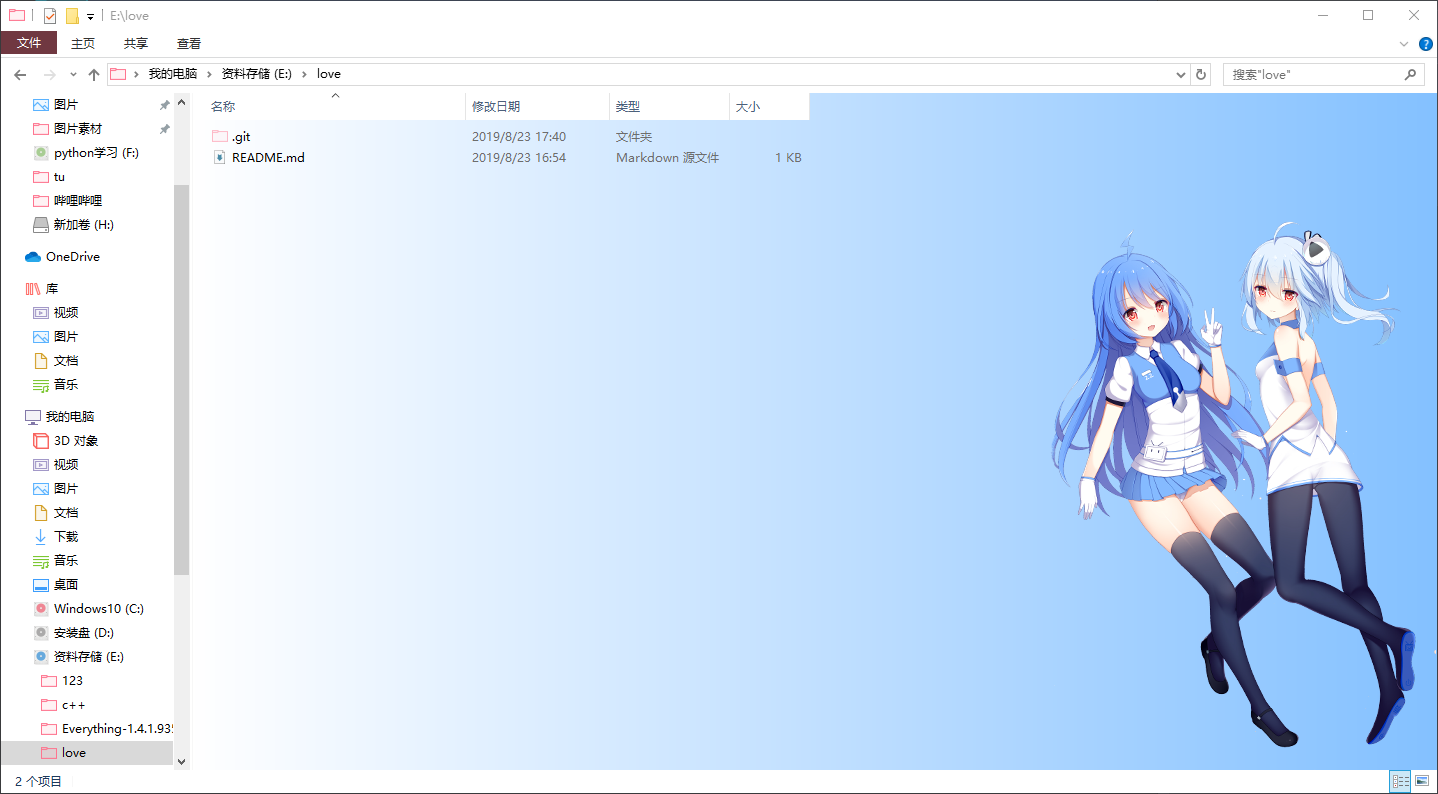 E:\love
文件 主页 共享 查看
我的电脑 资料存储 (E:) love
搜索"love"
图片
图片素材
python学习 (F:)
tu
哔哩哔哩
新加卷 (H:)
OneDrive
库
视频
图片
文档
音乐
我的电脑
3D 对象
视频
图片
文档
下载
音乐
桌面
Windows10 (C:)
安装盘 (D:)
资料存储 (E:)
123
c++
Everything-1.4.1.935
love
名称 修改日期 类型 大小
.git 2019/8/23 17:40 文件夹
README.md 2019/8/23 16:54 Markdown 源文件 1 KB
2 个项目